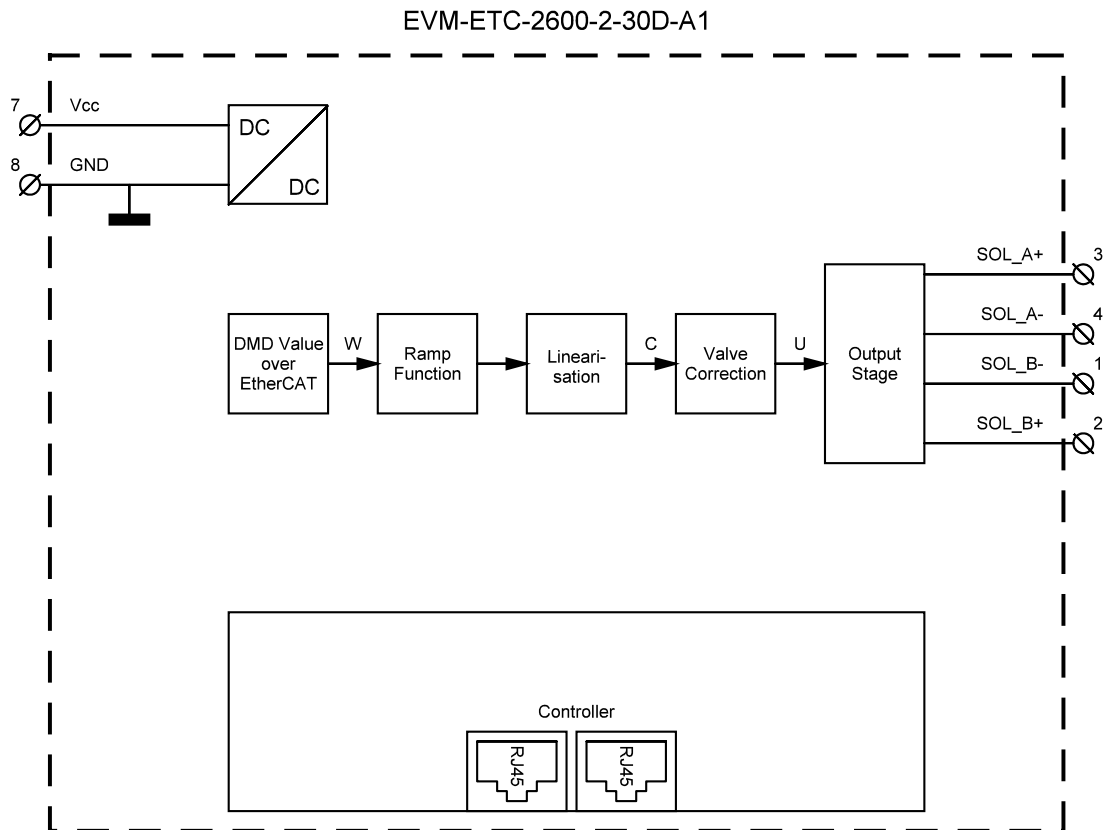 EVM-ETC-2600-2-30D-A1
7
Vcc
8
GND
DC
DC
DMD Value
over
EtherCAT
W
Ramp
Function
Lineari-
sation
C
Valve
Correction
U
Output
Stage
SOL_A+
3
SOL_A-
4
SOL_B-
1
SOL_B+
2
Controller
RJ45
RJ45